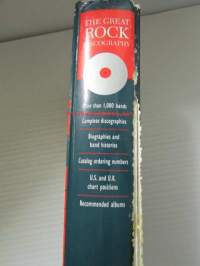 THE GREAT
ROCK
DISCOGRAPHY
More than 1,000 bands
Complete discographies
Biographies and
band histories
Catalog ordering numbers
U.S. and U.K.
chart positions
Recommended albums